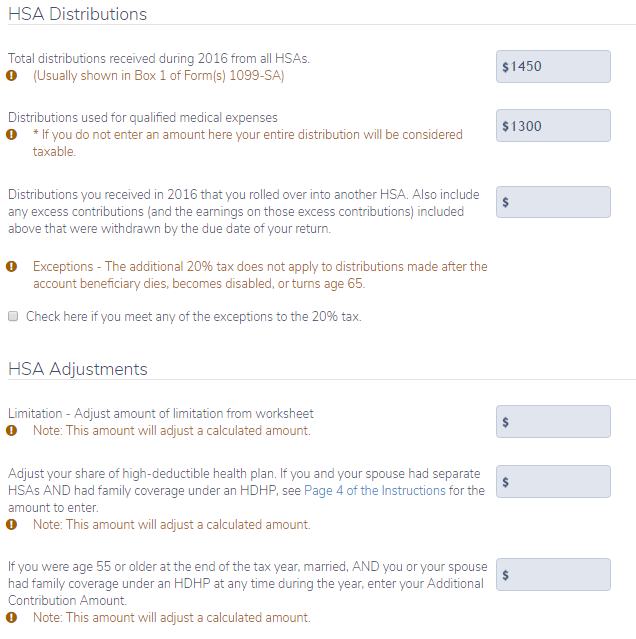 HSA Distributions
Total distributions received during 2016 from all HSAs.
(Usually shown in Box 1 of Form(s) 1099-SA)
$1450
Distributions used for qualified medical expenses
* If you do not enter an amount here your entire distribution will be considered
taxable.
$1300
Distributions you received in 2016 that you rolled over into another HSA. Also include
any excess contributions (and the earnings on those excess contributions) included
above that were withdrawn by the due date of your return.
$
Exceptions - The additional 20% tax does not apply to distributions made after the
account beneficiary dies, becomes disabled, or turns age 65.
Check here if you meet any of the exceptions to the 20% tax.
HSA Adjustments
Limitation - Adjust amount of limitation from worksheet
Note: This amount will adjust a calculated amount.
$
Adjust your share of high-deductible health plan. If you and your spouse had separate
HSAs AND had family coverage under an HDHP, see Page 4 of the Instructions for the
amount to enter.
Note: This amount will adjust a calculated amount.
$
If you were age 55 or older at the end of the tax year, married, AND you or your spouse
had family coverage under an HDHP at any time during the year, enter your Additional
Contribution Amount.
Note: This amount will adjust a calculated amount.
$